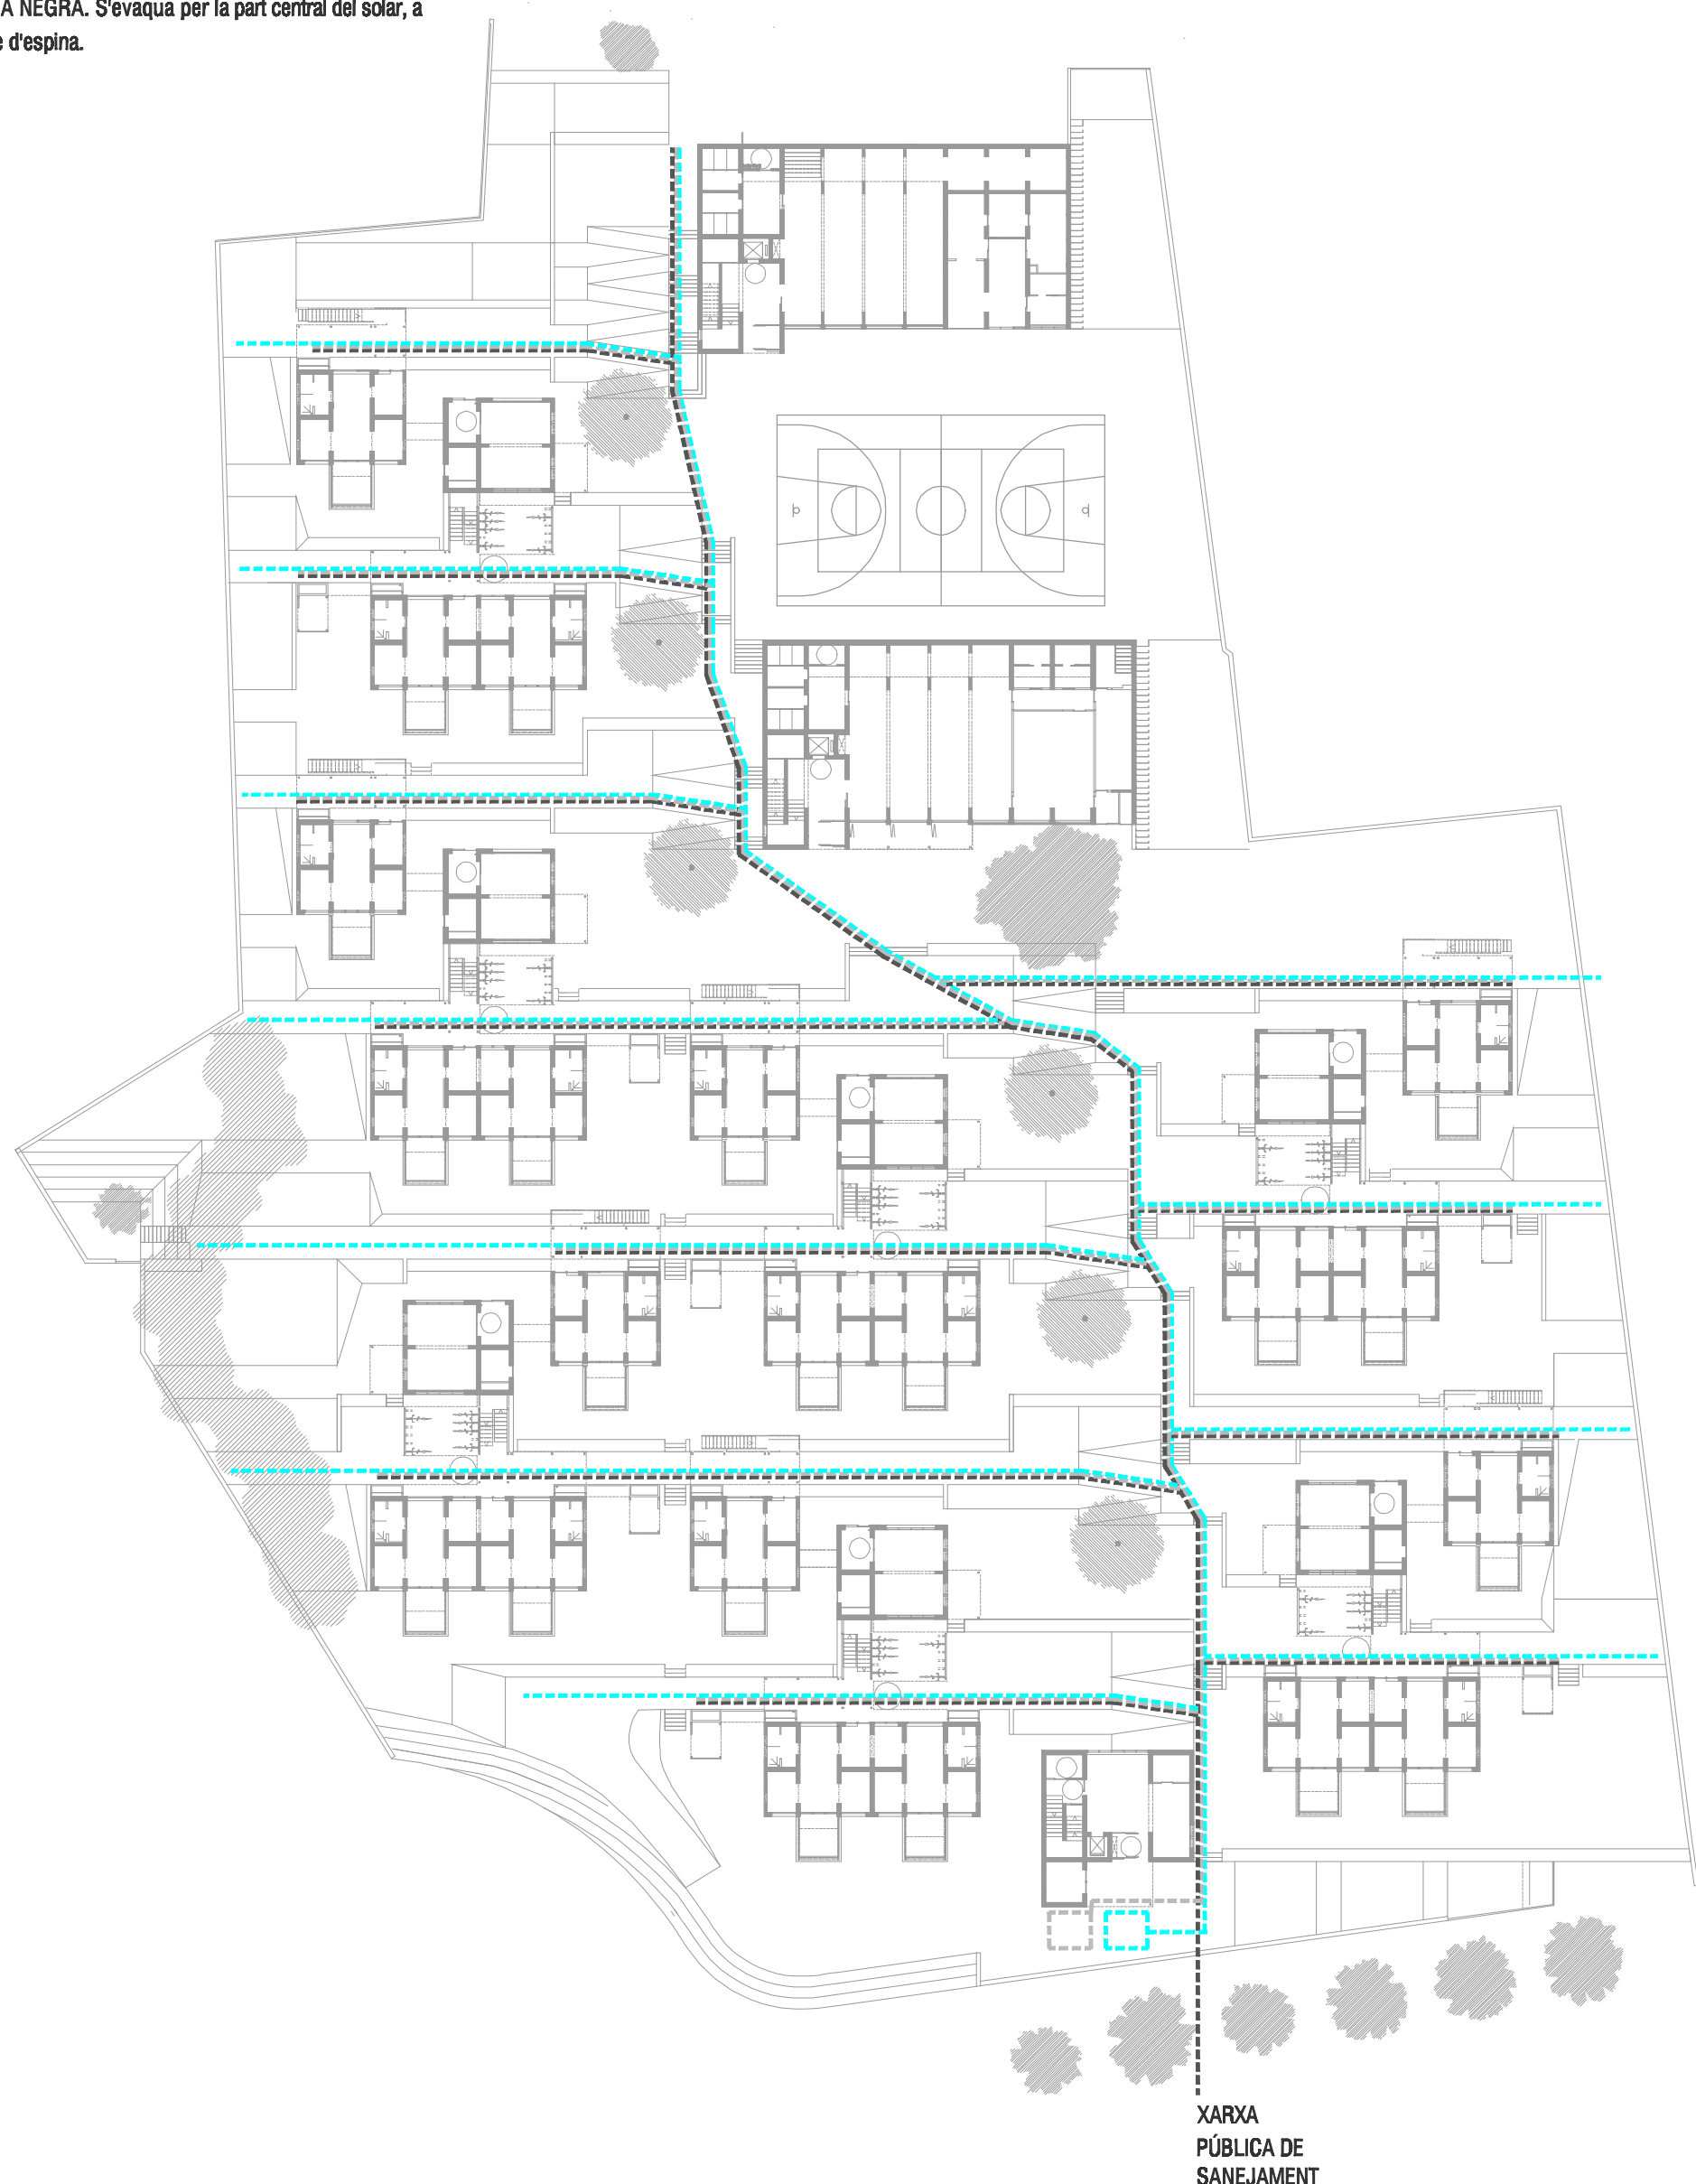 A NEGRA. S'evaqua per la part central del solar, a
e d'espina.
XARXA
PÚBLICA DE
SANEJAMENT